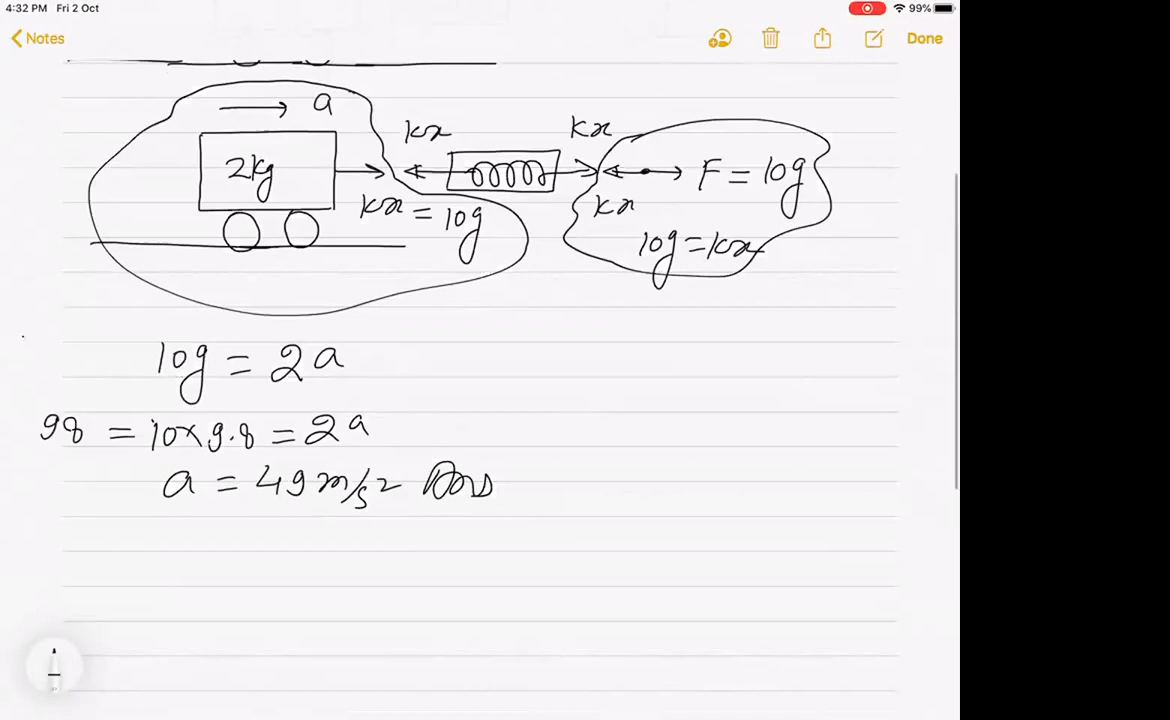 4:32 PM Fri 2 Oct
99%
Notes
Done
a
2kg
kx
kx
kx = 10g
kx
F = 10g
10g = kx
10g = 2a
98 = 10×9.8 = 2a
a = 49 m/s2 Ans